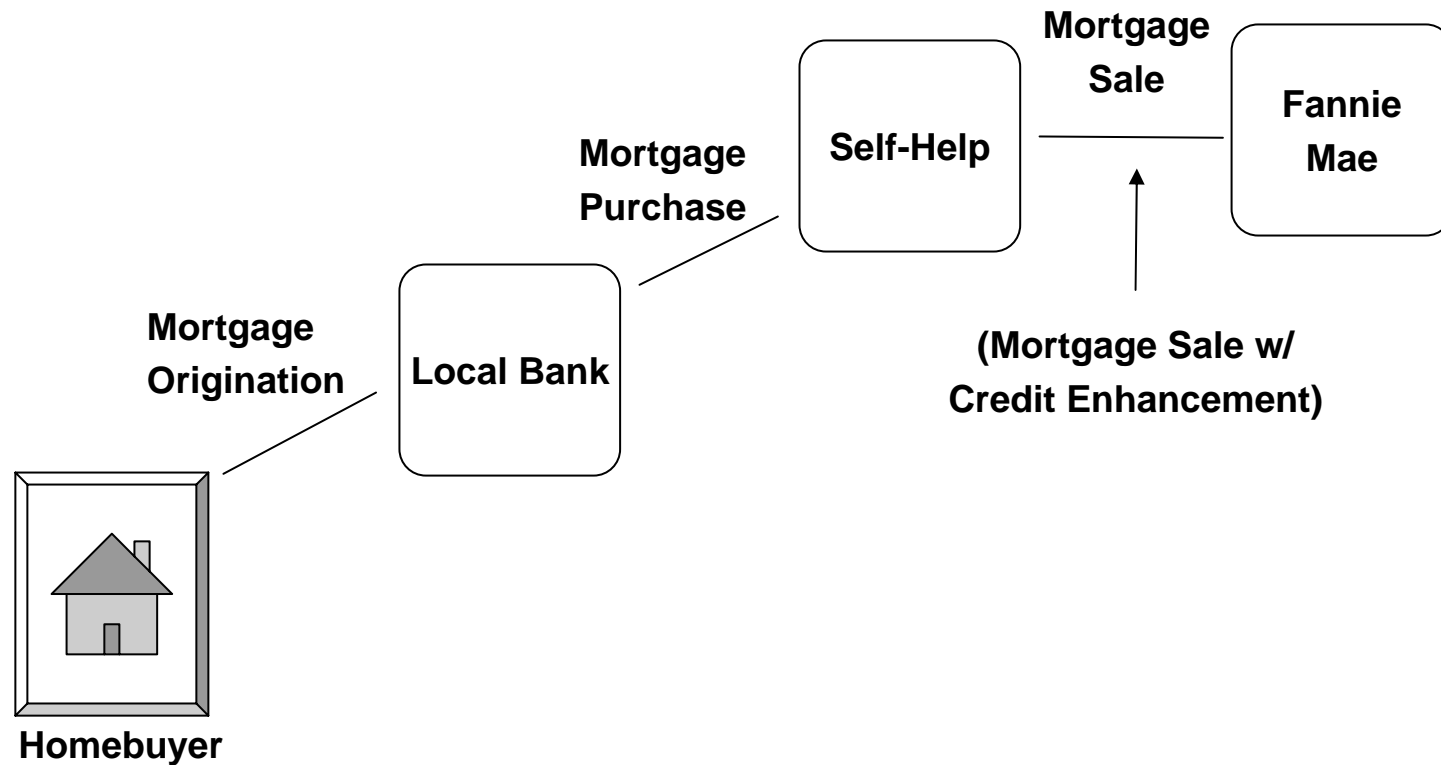 Mortgage
Sale
Fannie
Mae
Self-Help
Mortgage
Purchase
Mortgage
Origination
Local Bank
(Mortgage Sale w/
Credit Enhancement)
Homebuyer